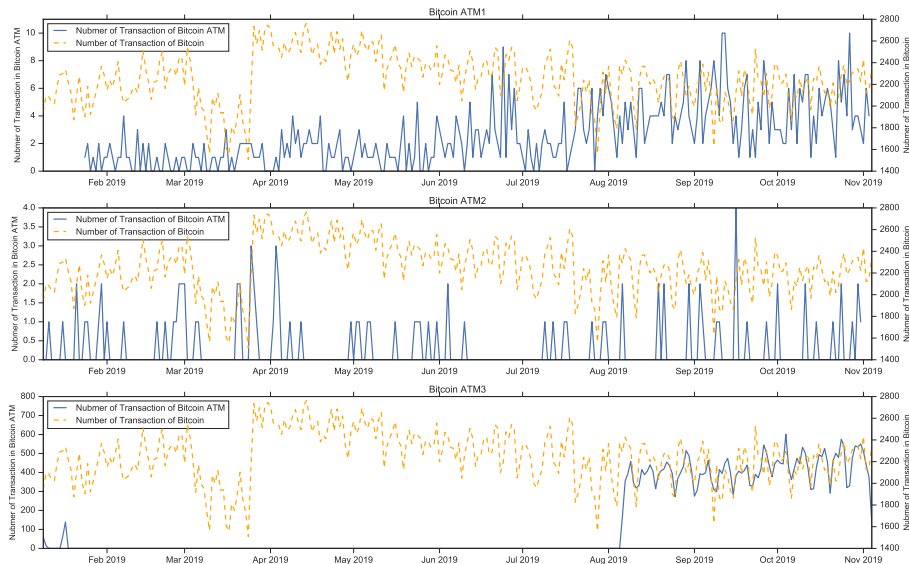 Bitcoin ATM1
Nubmer of Transaction of Bitcoin ATM
Number of Transaction of Bitcoin
Nubmer of Transaction in Bitcoin ATM
Nubmer of Transaction of Bitcoin
0 2 4 6 8 10
1400 1600 1800 2000 2200 2400 2600 2800
Feb 2019 Mar 2019 Apr 2019 May 2019 Jun 2019 Jul 2019 Aug 2019 Sep 2019 Oct 2019 Nov 2019
Bitcoin ATM2
Nubmer of Transaction of Bitcoin ATM
Number of Transaction of Bitcoin
Nubmer of Transaction in Bitcoin ATM
Nubmer of Transaction of Bitcoin
0.0 0.5 1.0 1.5 2.0 2.5 3.0 3.5 4.0
1400 1600 1800 2000 2200 2400 2600 2800
Feb 2019 Mar 2019 Apr 2019 May 2019 Jun 2019 Jul 2019 Aug 2019 Sep 2019 Oct 2019 Nov 2019
Bitcoin ATM3
Nubmer of Transaction of Bitcoin ATM
Number of Transaction of Bitcoin
Nubmer of Transaction in Bitcoin ATM
Nubmer of Transaction of Bitcoin
0 100 200 300 400 500 600 700 800
1400 1600 1800 2000 2200 2400 2600 2800
Feb 2019 Mar 2019 Apr 2019 May 2019 Jun 2019 Jul 2019 Aug 2019 Sep 2019 Oct 2019 Nov 2019